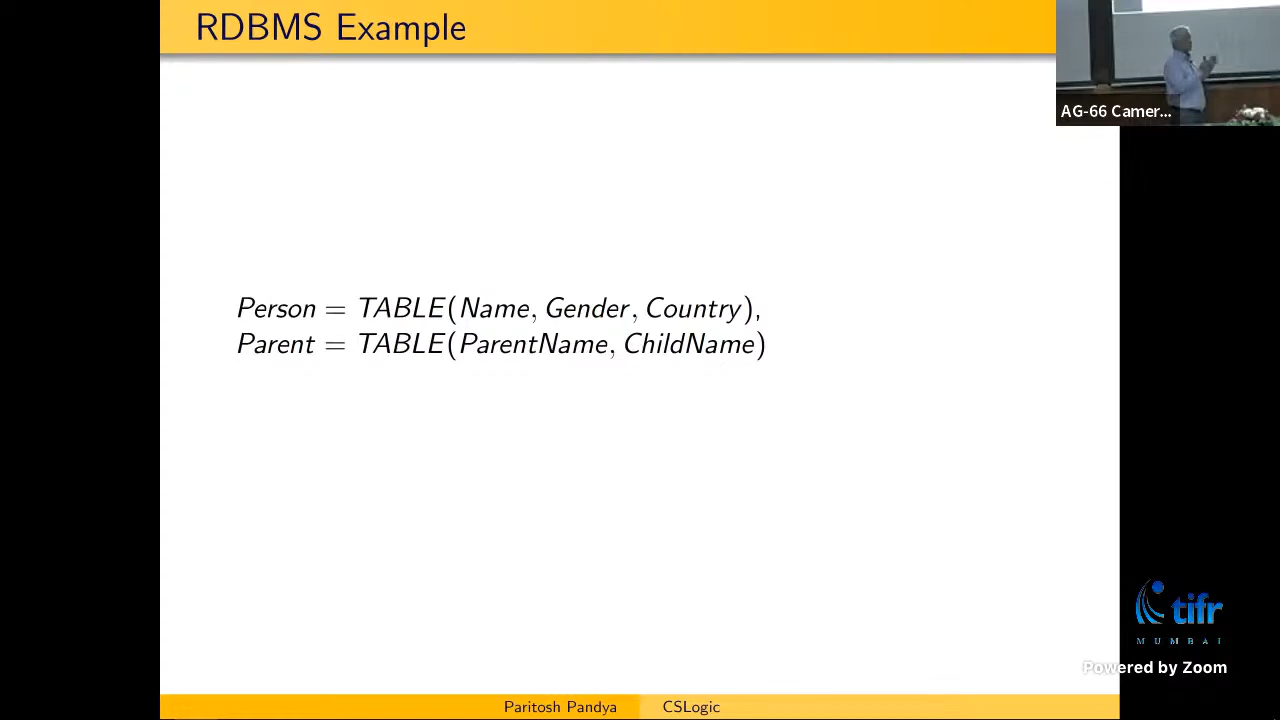 RDBMS Example
AG-66 Camer...
Person = TABLE(Name, Gender, Country),
Parent = TABLE(ParentName, ChildName)
tifr
MUMBAI
Powered by Zoom
Paritosh Pandya CSLogic